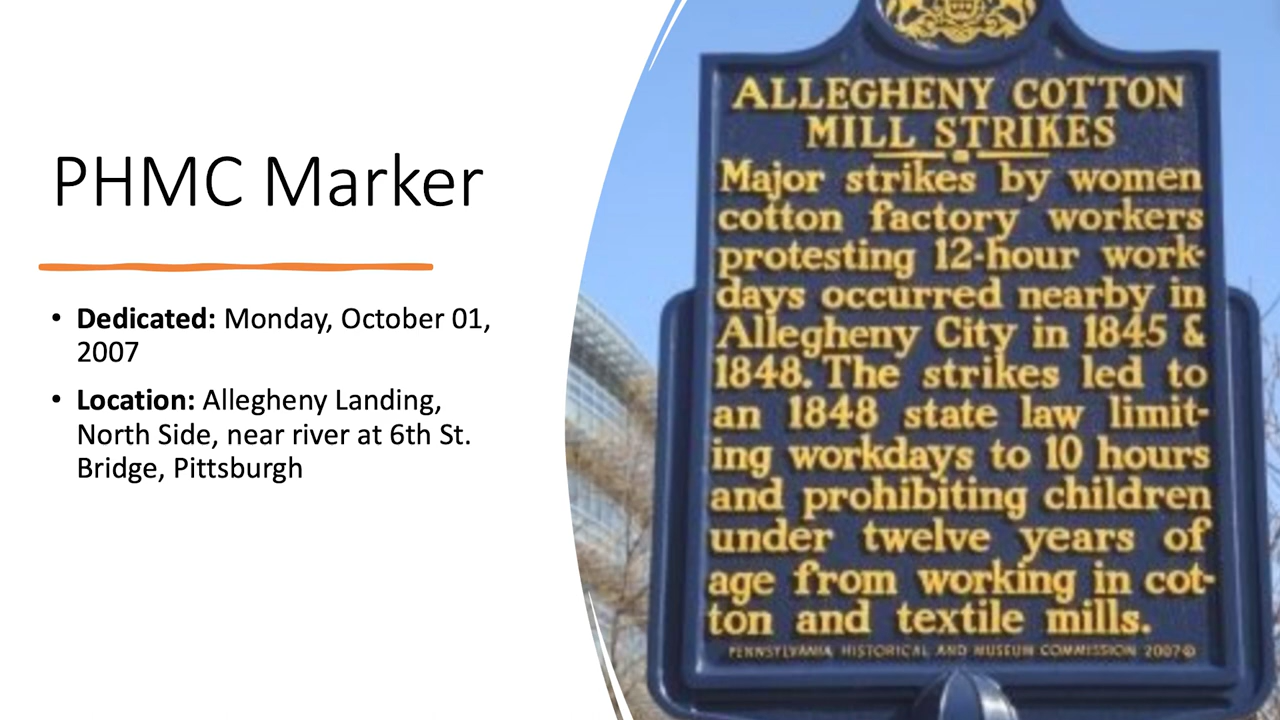 PHMC Marker
• Dedicated: Monday, October 01,
2007
• Location: Allegheny Landing,
North Side, near river at 6th St.
Bridge, Pittsburgh
ALLEGHENY COTTON
MILL STRIKES
Major strikes by women
cotton factory workers
protesting 12-hour work-
days occurred nearby in
Allegheny City in 1845 &
1848. The strikes led to
an 1848 state law limit-
ing workdays to 10 hours
and prohibiting children
under twelve years of
age from working in cot-
ton and textile mills.
PENNSYLVANIA HISTORICAL AND MUSEUM COMMISSION 2007©